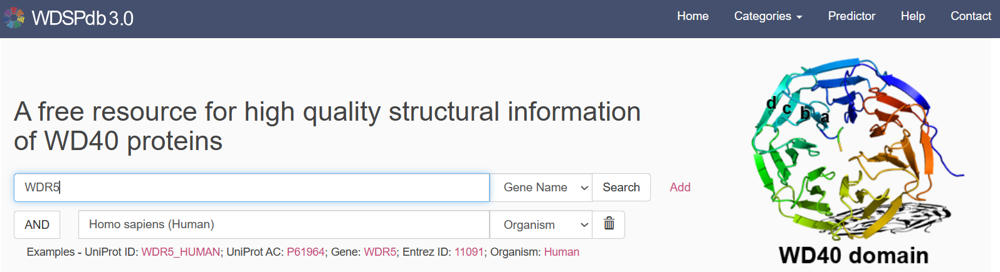 WDSPdb 3.0
Home Categories Predictor Help Contact
A free resource for high quality structural information
of WD40 proteins
WDR5 Gene Name Search Add
AND Homo sapiens (Human) Organism
Examples - UniProt ID: WDR5_HUMAN; UniProt AC: P61964; Gene: WDR5; Entrez ID: 11091; Organism: Human
d c b a
WD40 domain